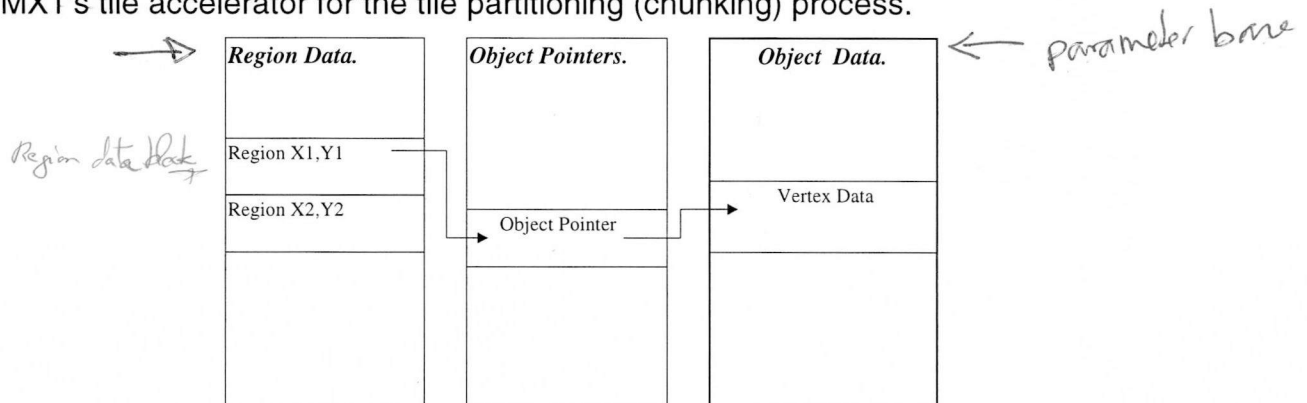 MX1's tile accelerator for the tile partitioning (chunking) process.
Region Data.
Object Pointers.
Object Data.
parameter base
Region data block
Region X1,Y1
Region X2,Y2
Object Pointer
Vertex Data